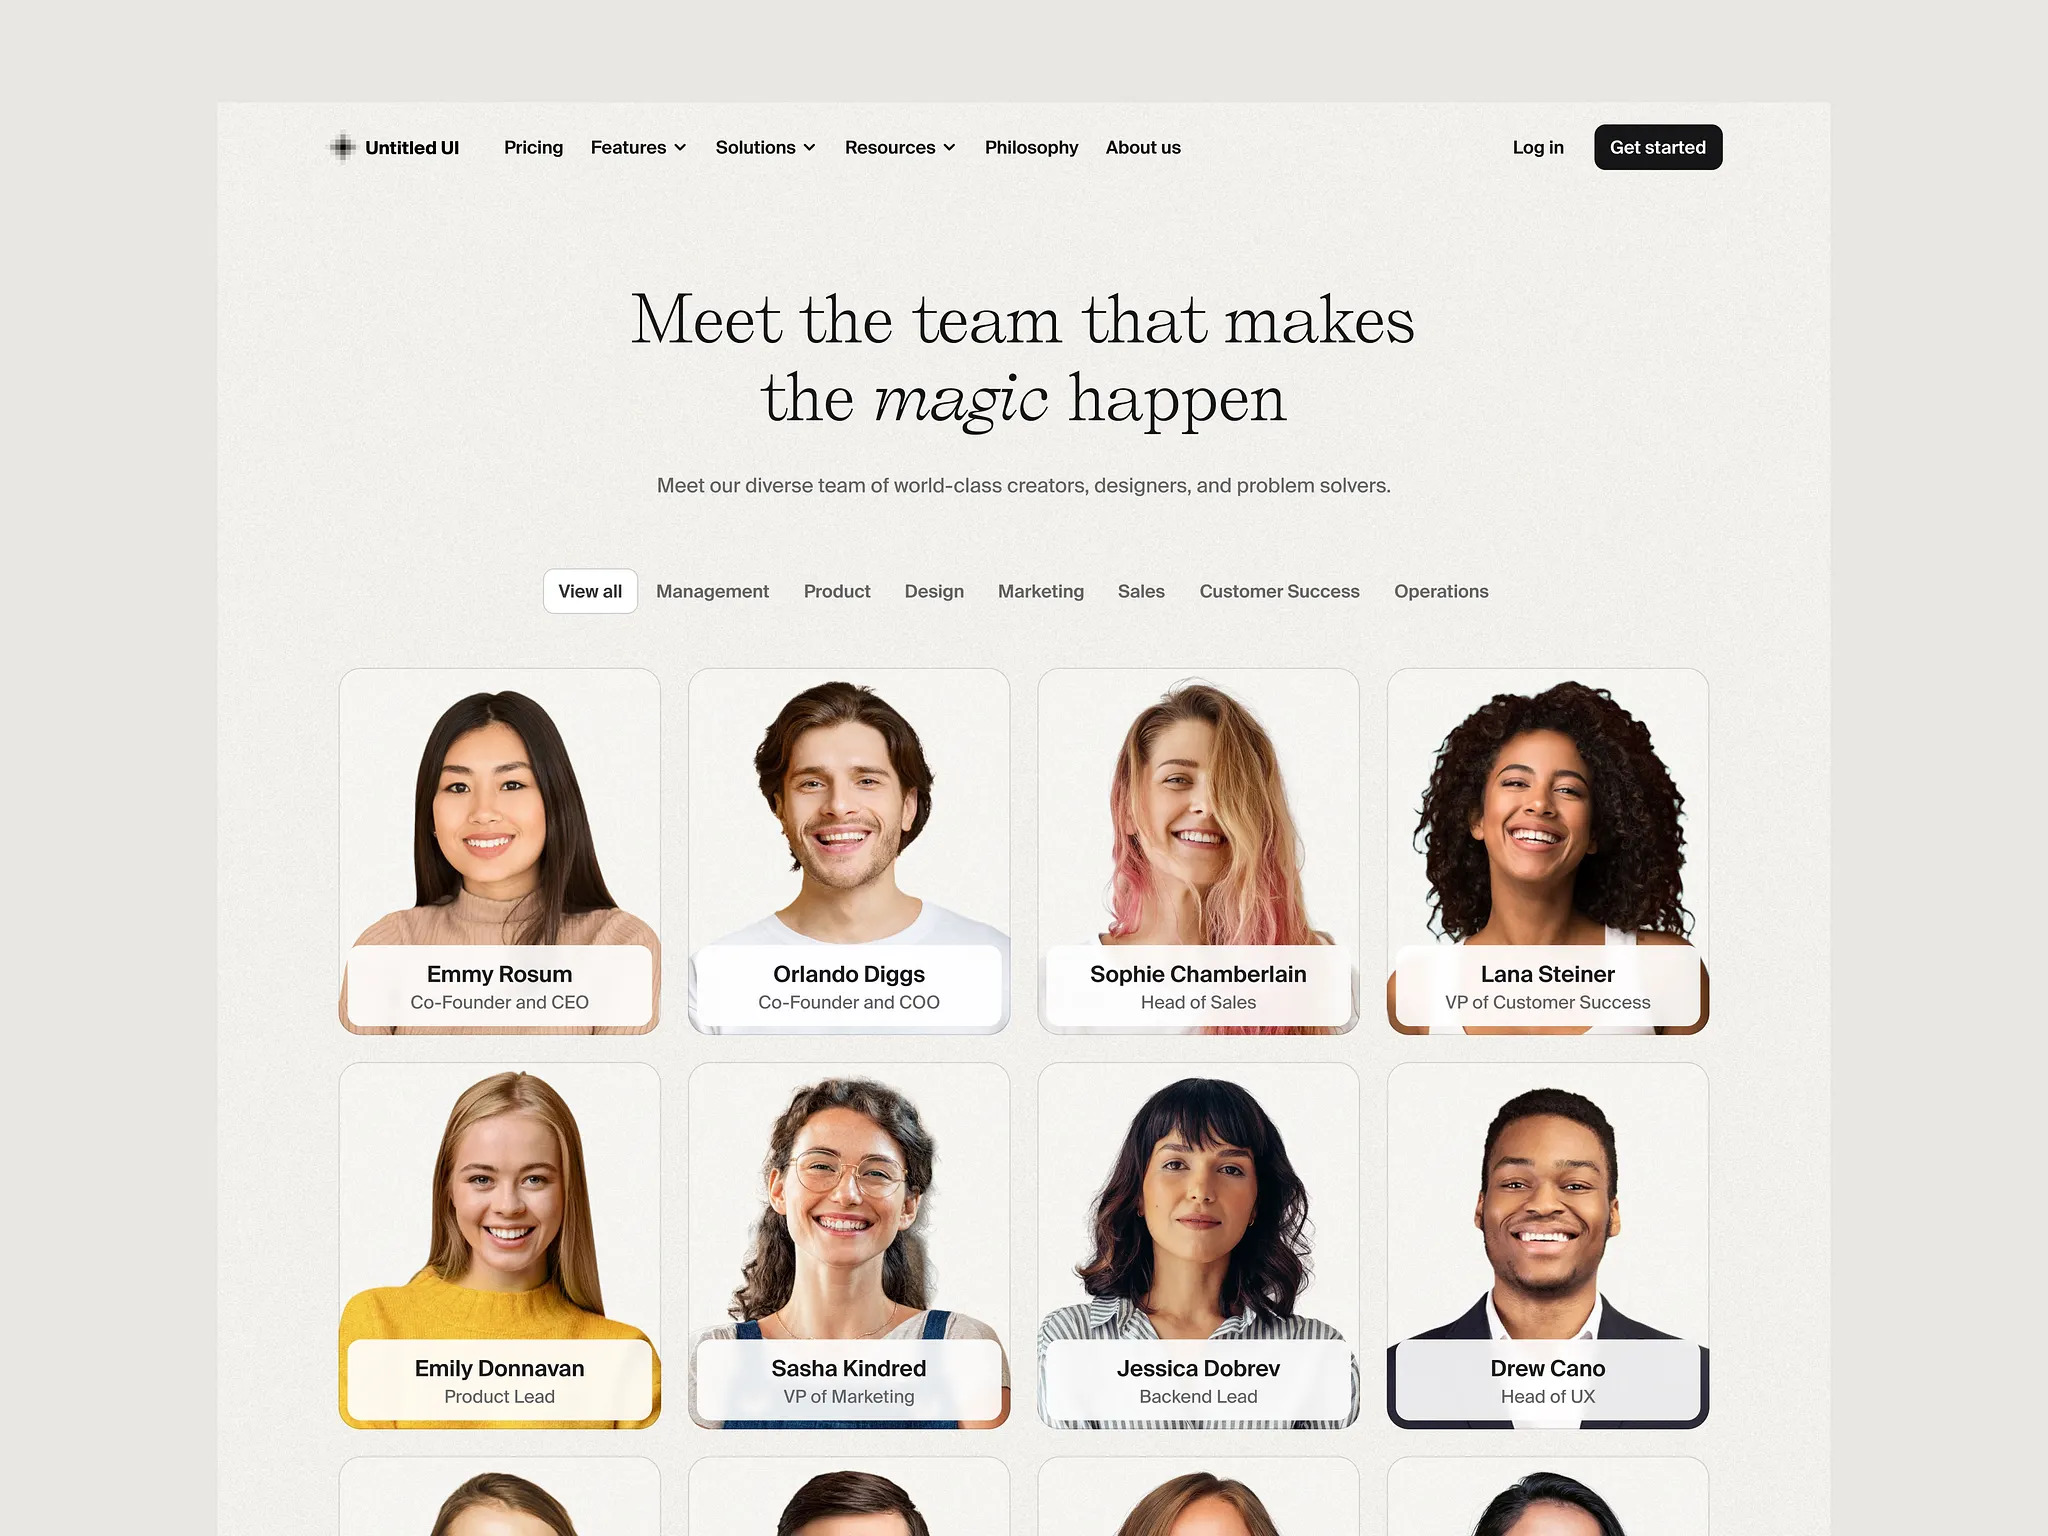 Untitled UI Pricing Features Solutions Resources Philosophy About us Log in Get started
Meet the team that makes
the magic happen
Meet our diverse team of world-class creators, designers, and problem solvers.
View all Management Product Design Marketing Sales Customer Success Operations
Emmy Rosum
Co-Founder and CEO
Orlando Diggs
Co-Founder and COO
Sophie Chamberlain
Head of Sales
Lana Steiner
VP of Customer Success
Emily Donnavan
Product Lead
Sasha Kindred
VP of Marketing
Jessica Dobrev
Backend Lead
Drew Cano
Head of UX